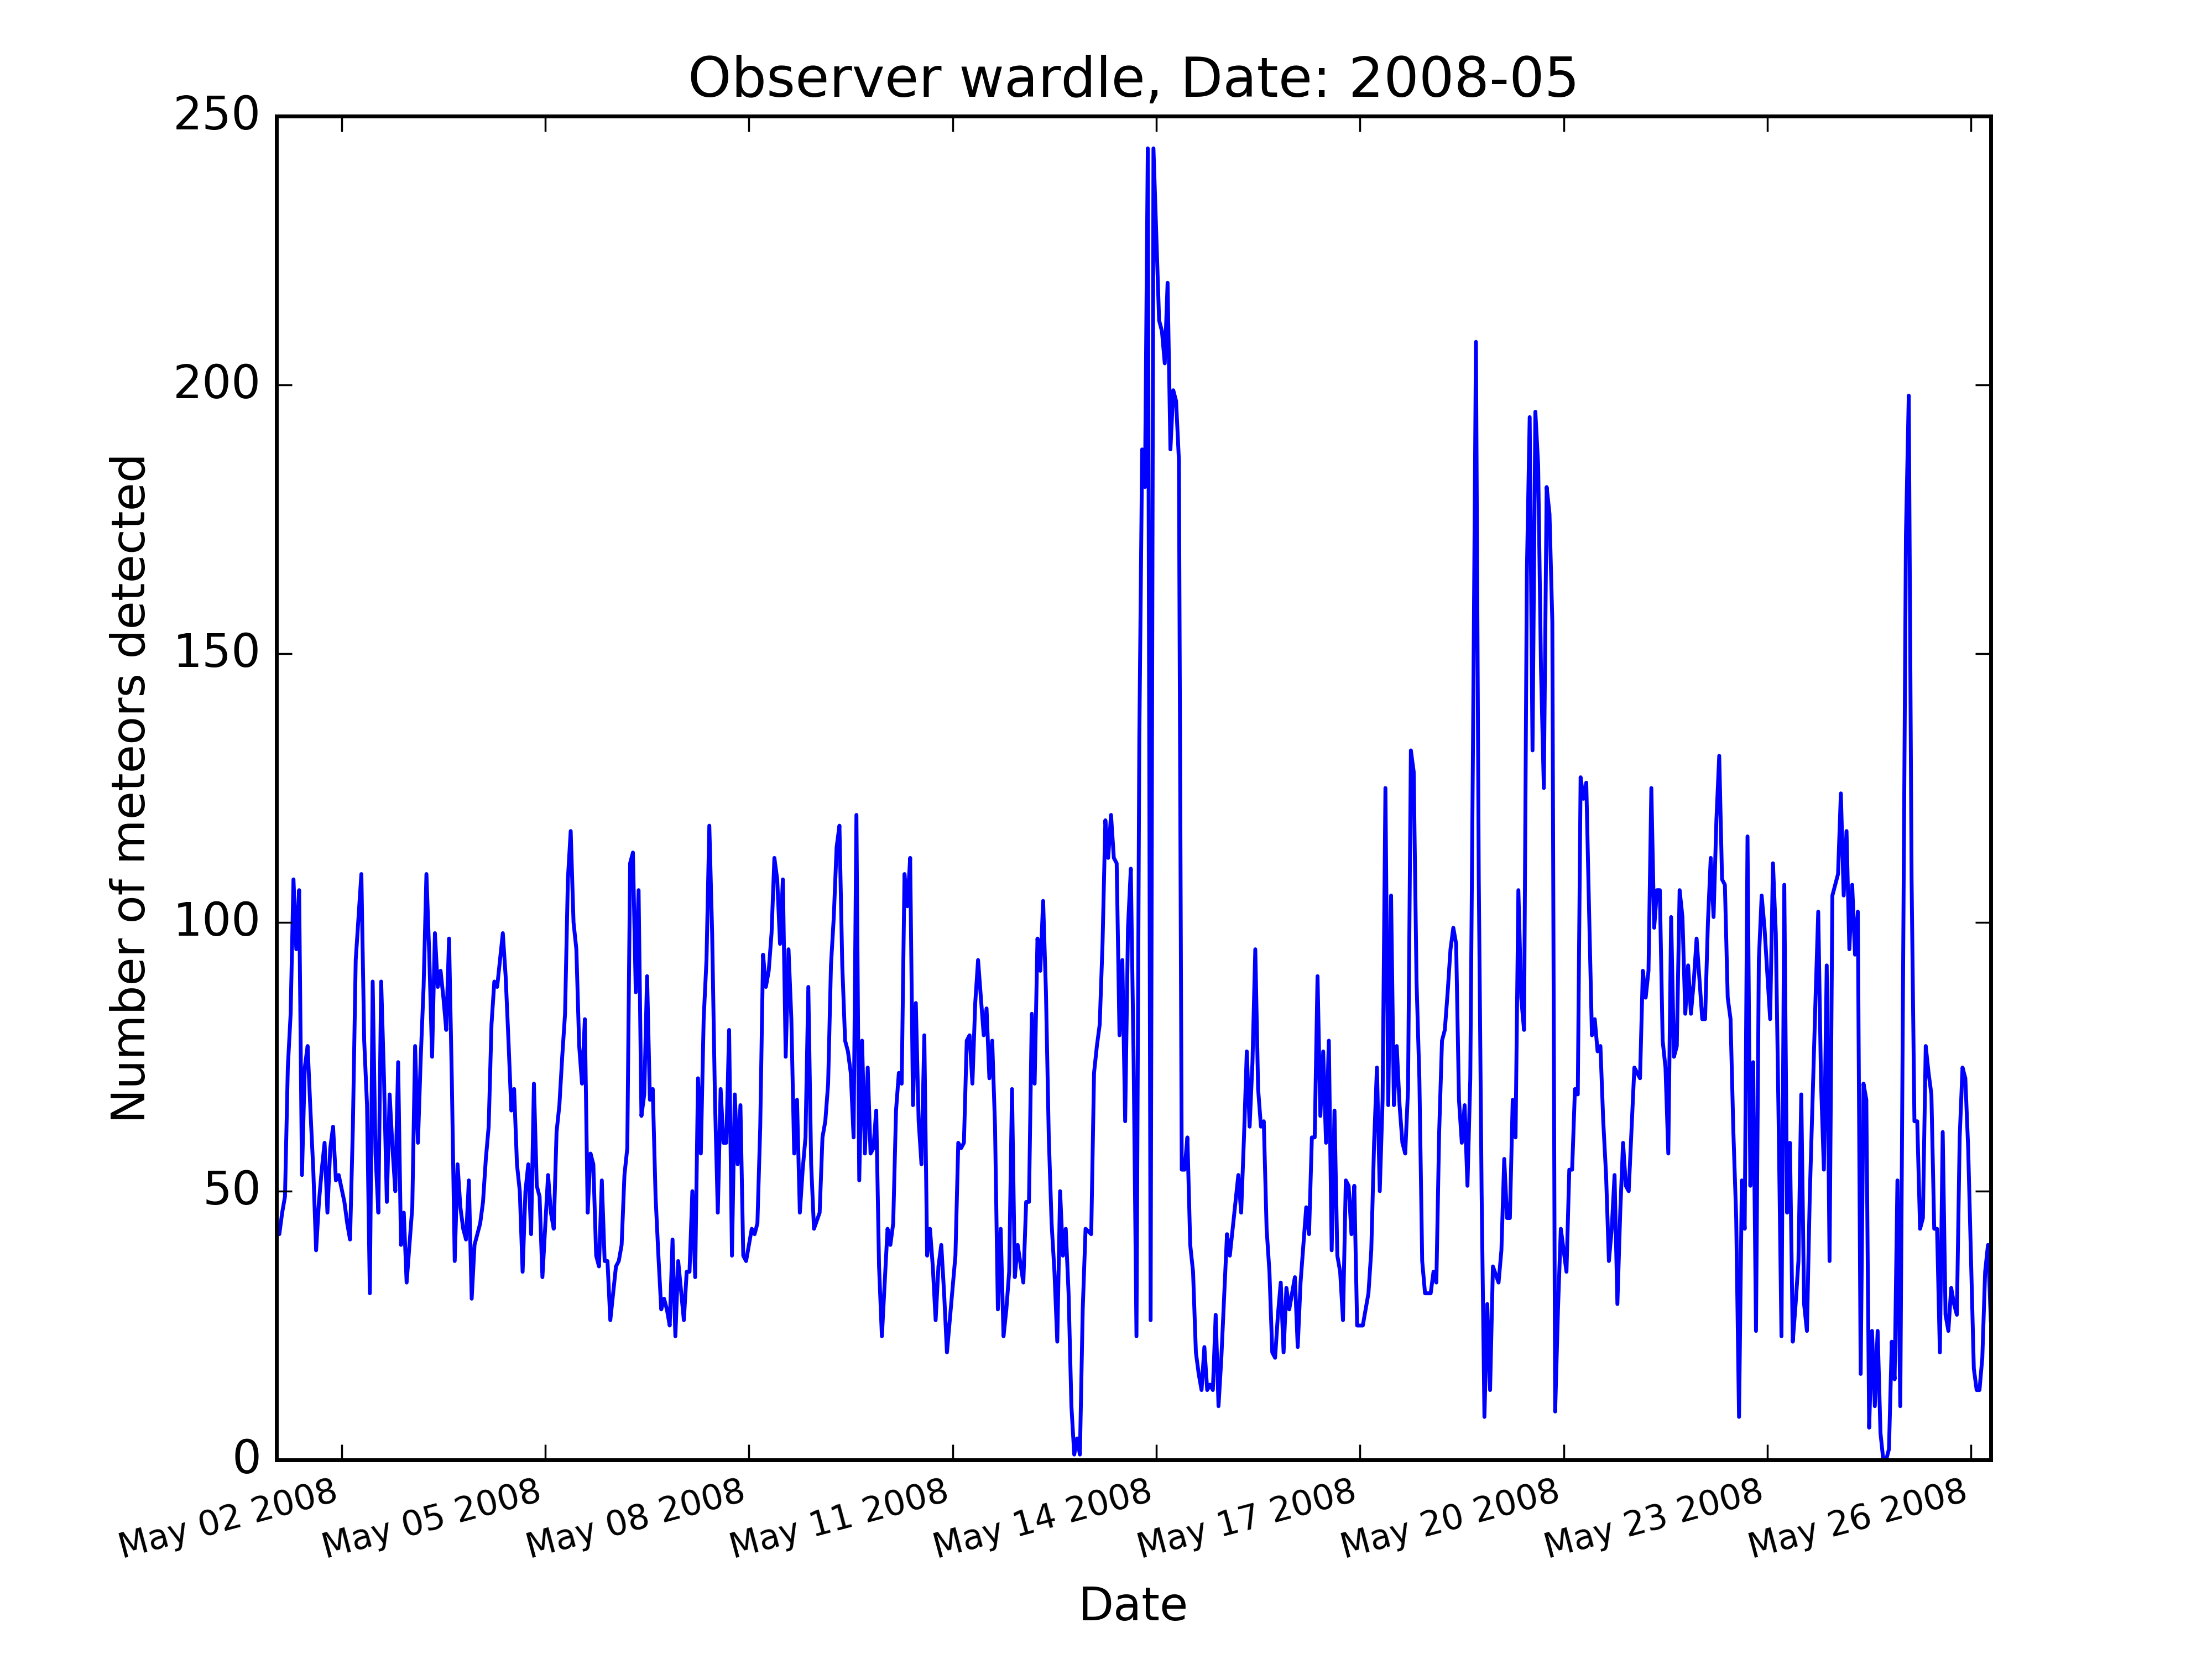 Observer wardle, Date: 2008-05
Number of meteors detected
250
200
150
100
50
0
May 02 2008
May 05 2008
May 08 2008
May 11 2008
May 14 2008
May 17 2008
May 20 2008
May 23 2008
May 26 2008
Date